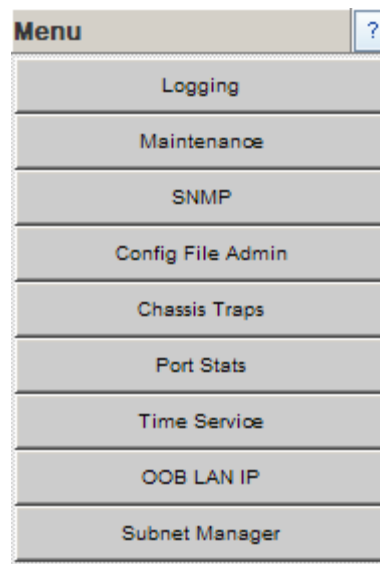 Menu
?
Logging
Maintenance
SNMP
Config File Admin
Chassis Traps
Port Stats
Time Service
OOB LAN IP
Subnet Manager